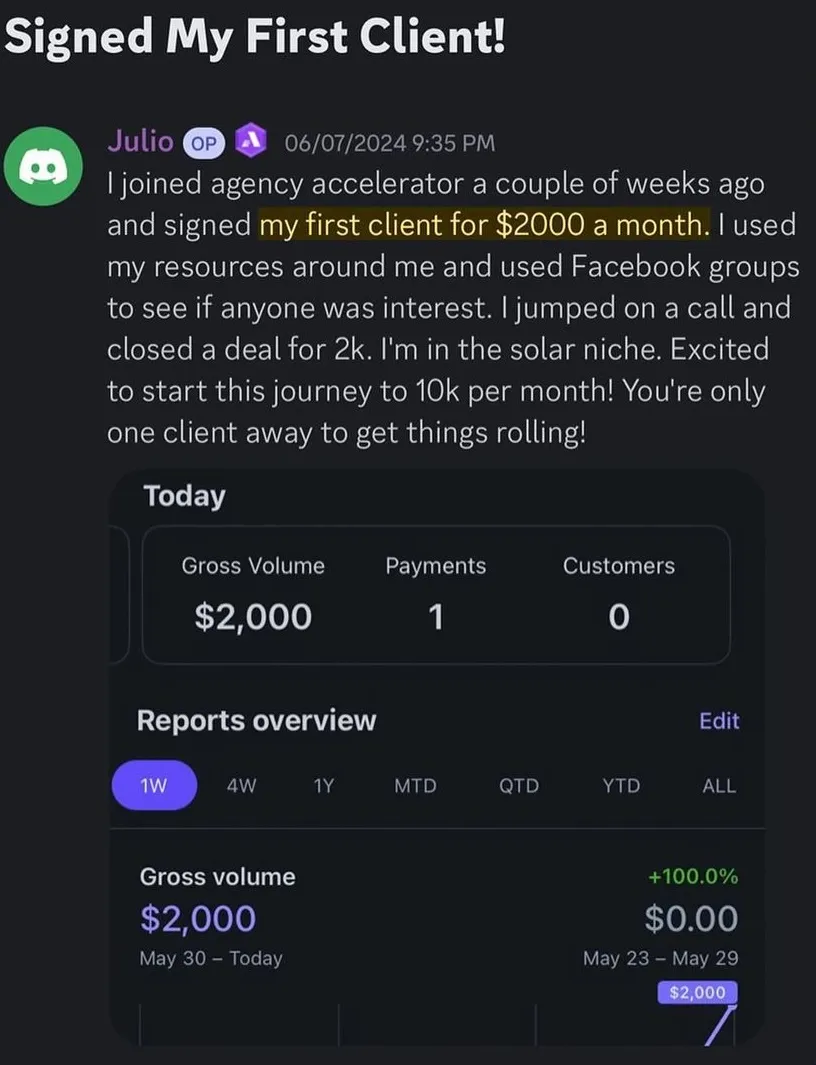 Signed My First Client!
Julio OP 06/07/2024 9:35 PM
I joined agency accelerator a couple of weeks ago
and signed my first client for $2000 a month. I used
my resources around me and used Facebook groups
to see if anyone was interest. I jumped on a call and
closed a deal for 2k. I'm in the solar niche. Excited
to start this journey to 10k per month! You're only
one client away to get things rolling!
Today
Gross Volume Payments Customers
$2,000 1 0
Reports overview Edit
1W 4W 1Y MTD QTD YTD ALL
Gross volume +100.0%
$2,000 $0.00
May 30 – Today May 23 – May 29
$2,000